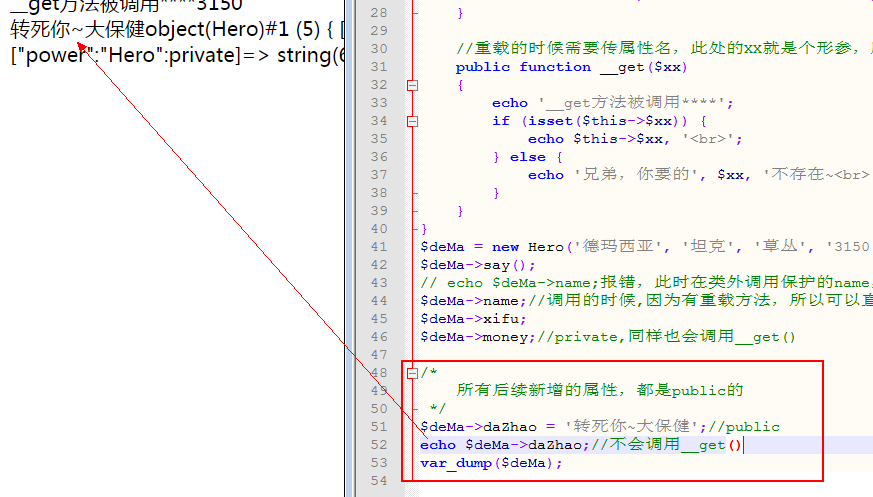 __get方法被调用****3150
转死你~大保健object(Hero)#1 (5) { [
["power":"Hero":private]=> string(6
28 }
29
30 //重载的时候需要传属性名，此处的xx就是个形参，
31 public function __get($xx)
32 {
33 echo '__get方法被调用****';
34 if (isset($this->$xx)) {
35 echo $this->$xx, '<br>';
36 } else {
37 echo '兄弟，你要的', $xx, '不存在~<br>
38 }
39 }
40 }
41 $deMa = new Hero('德玛西亚', '坦克', '草丛', '3150
42 $deMa->say();
43 // echo $deMa->name;报错，此时在类外调用保护的name
44 $deMa->name;//调用的时候,因为有重载方法，所以可以直
45 $deMa->xifu;
46 $deMa->money;//private,同样也会调用__get()
47
48 /*
49 所有后续新增的属性，都是public的
50 */
51 $deMa->daZhao = '转死你~大保健';//public
52 echo $deMa->daZhao;//不会调用__get()
53 var_dump($deMa);
54